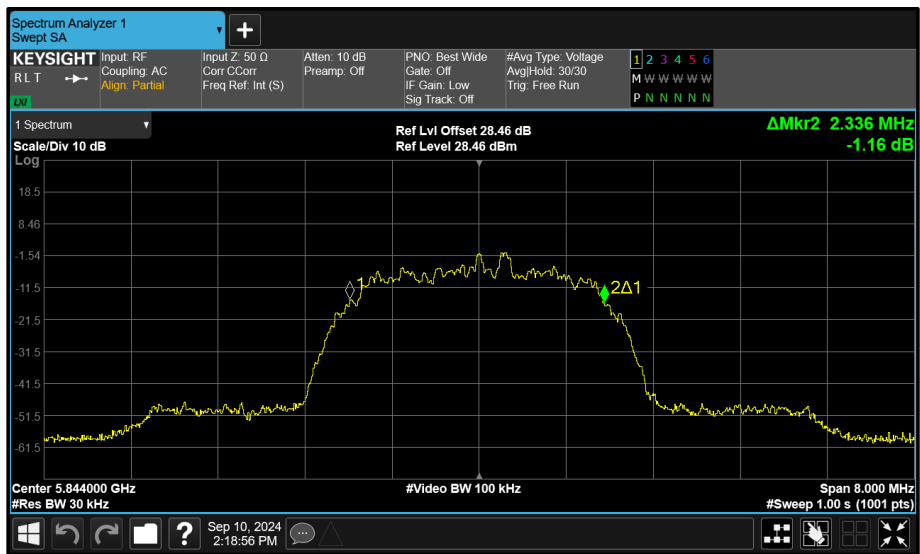 Spectrum Analyzer 1
Swept SA
+
KEYSIGHT
R L T
LXI
Input: RF
Coupling: AC
Align: Partial
Input Z: 50 Ω
Corr CCorr
Freq Ref: Int (S)
Atten: 10 dB
Preamp: Off
PNO: Best Wide
Gate: Off
IF Gain: Low
Sig Track: Off
#Avg Type: Voltage
Avg|Hold: 30/30
Trig: Free Run
1 2 3 4 5 6
M W W W W W
P N N N N N
1 Spectrum
Scale/Div 10 dB
Ref Lvl Offset 28.46 dB
Ref Level 28.46 dBm
ΔMkr2 2.336 MHz
-1.16 dB
Log
18.5
8.46
-1.54
-11.5
-21.5
-31.5
-41.5
-51.5
-61.5
1
2Δ1
Center 5.844000 GHz
#Video BW 100 kHz
Span 8.000 MHz
#Res BW 30 kHz
#Sweep 1.00 s (1001 pts)
?
Sep 10, 2024
2:18:56 PM